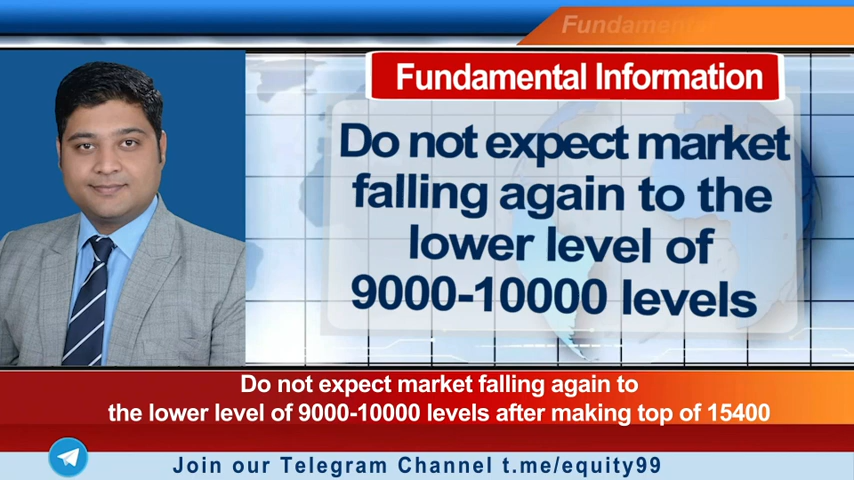 Fundamental
Fundamental Information
Do not expect market
falling again to the
lower level of
9000-10000 levels
Do not expect market falling again to
the lower level of 9000-10000 levels after making top of 15400
Join our Telegram Channel t.me/equity99